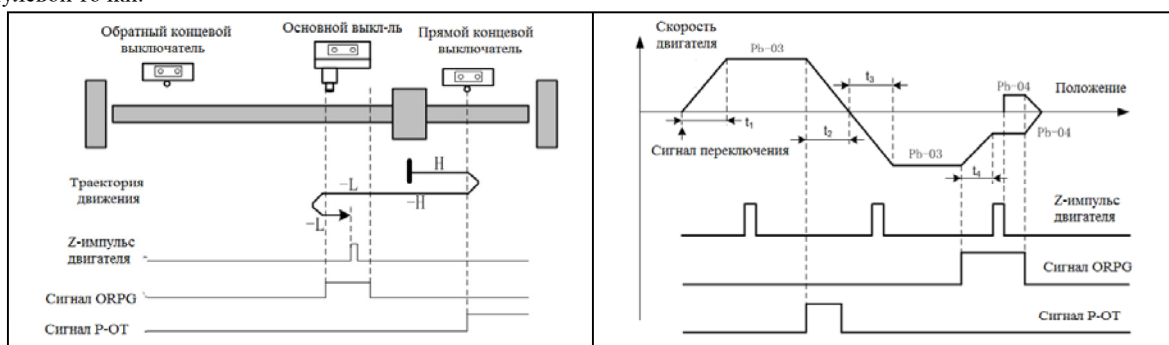 Обратный концевой
выключатель
Основной выкл-ль
Прямой концевой
выключатель
H
-L
-H
-L
Траектория
движения
Z-импульс
двигателя
Сигнал ORPG
Сигнал P-OT
Скорость
двигателя
Pb-03
t3
Pb-04
Положение
t1
t2
Pb-04
Сигнал переключения
Pb-03
t4
Z-импульс
двигателя
Сигнал ORPG
Сигнал P-OT